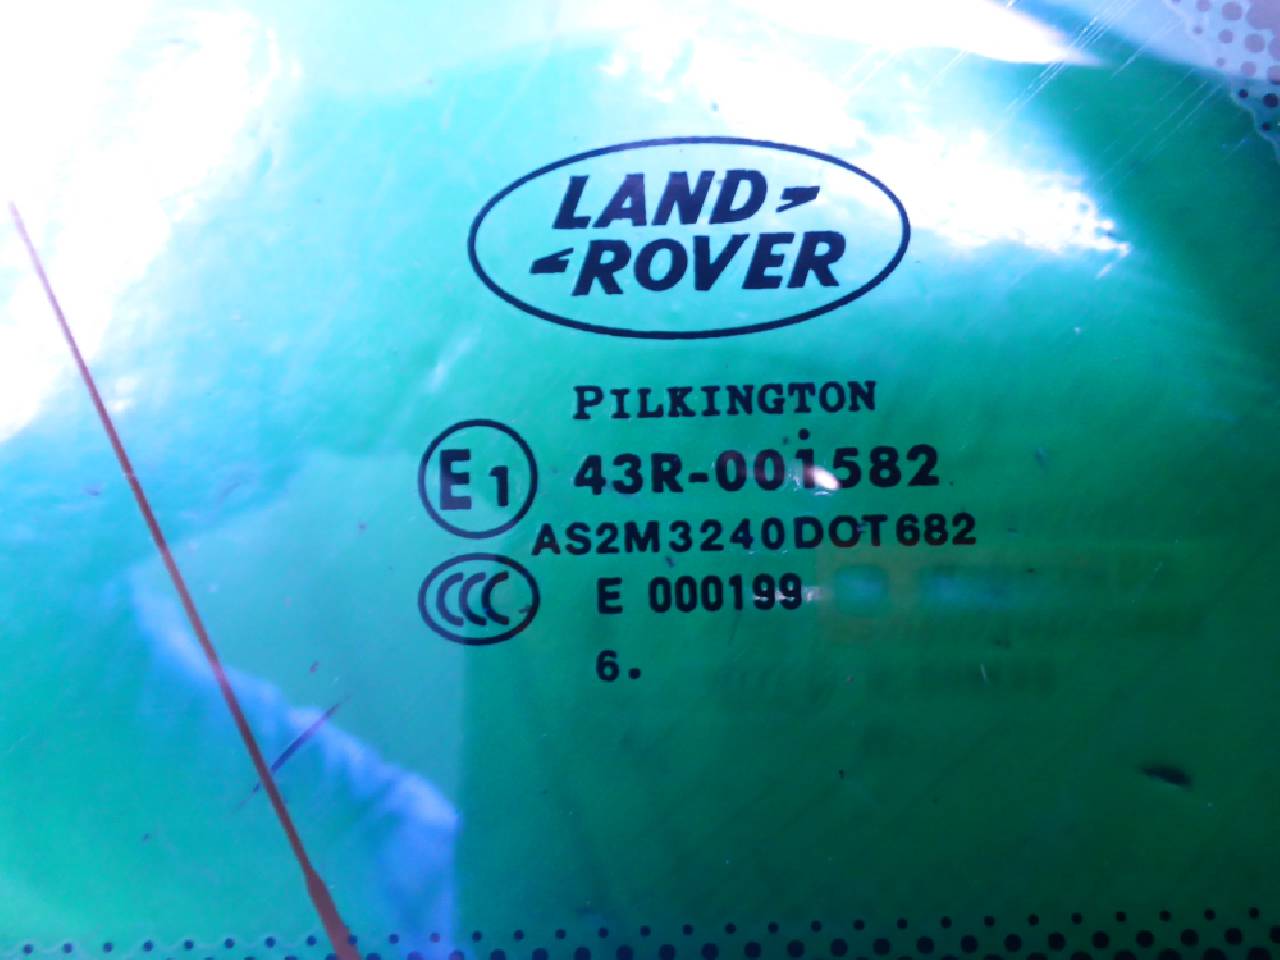 LAND
ROVER
PILKINGTON
E1 43R-001582
AS2M3240DOT682
CCC E 000199
6.